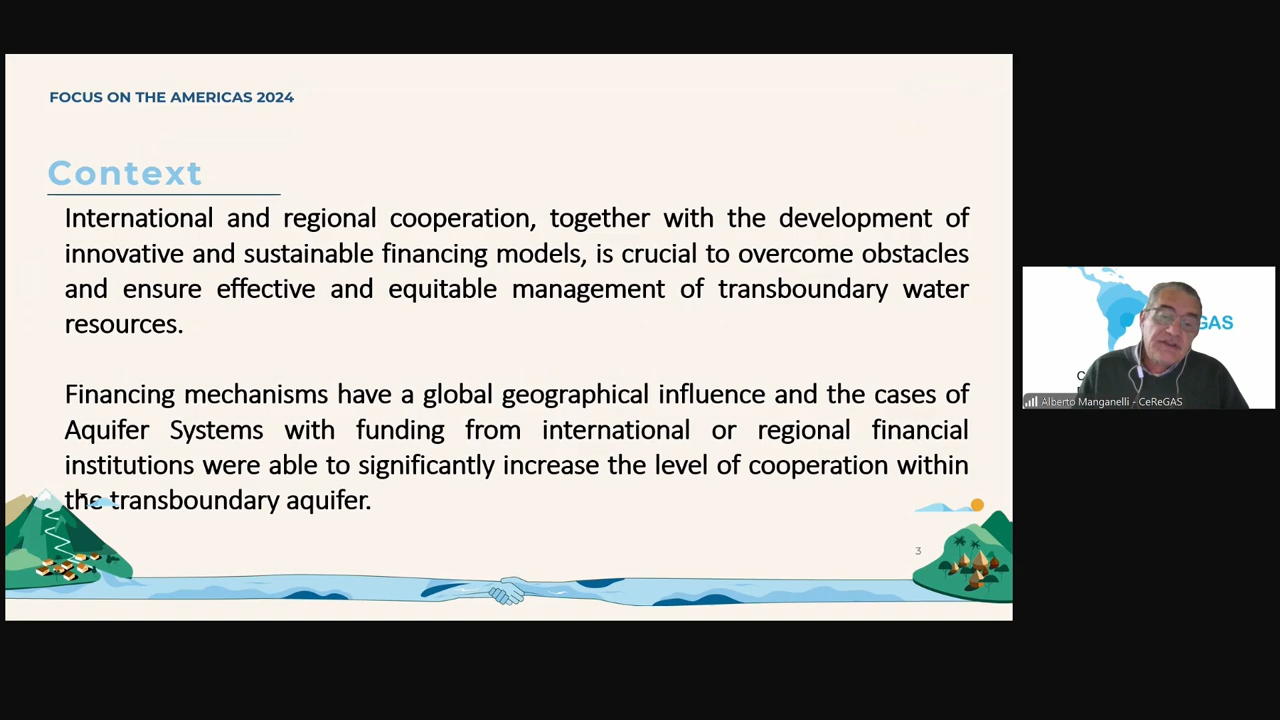 FOCUS ON THE AMERICAS 2024
Context
International and regional cooperation, together with the development of
innovative and sustainable financing models, is crucial to overcome obstacles
and ensure effective and equitable management of transboundary water
resources.
Financing mechanisms have a global geographical influence and the cases of
Aquifer Systems with funding from international or regional financial
institutions were able to significantly increase the level of cooperation within
the transboundary aquifer.
3
GAS
Alberto Manganelli - CeReGAS